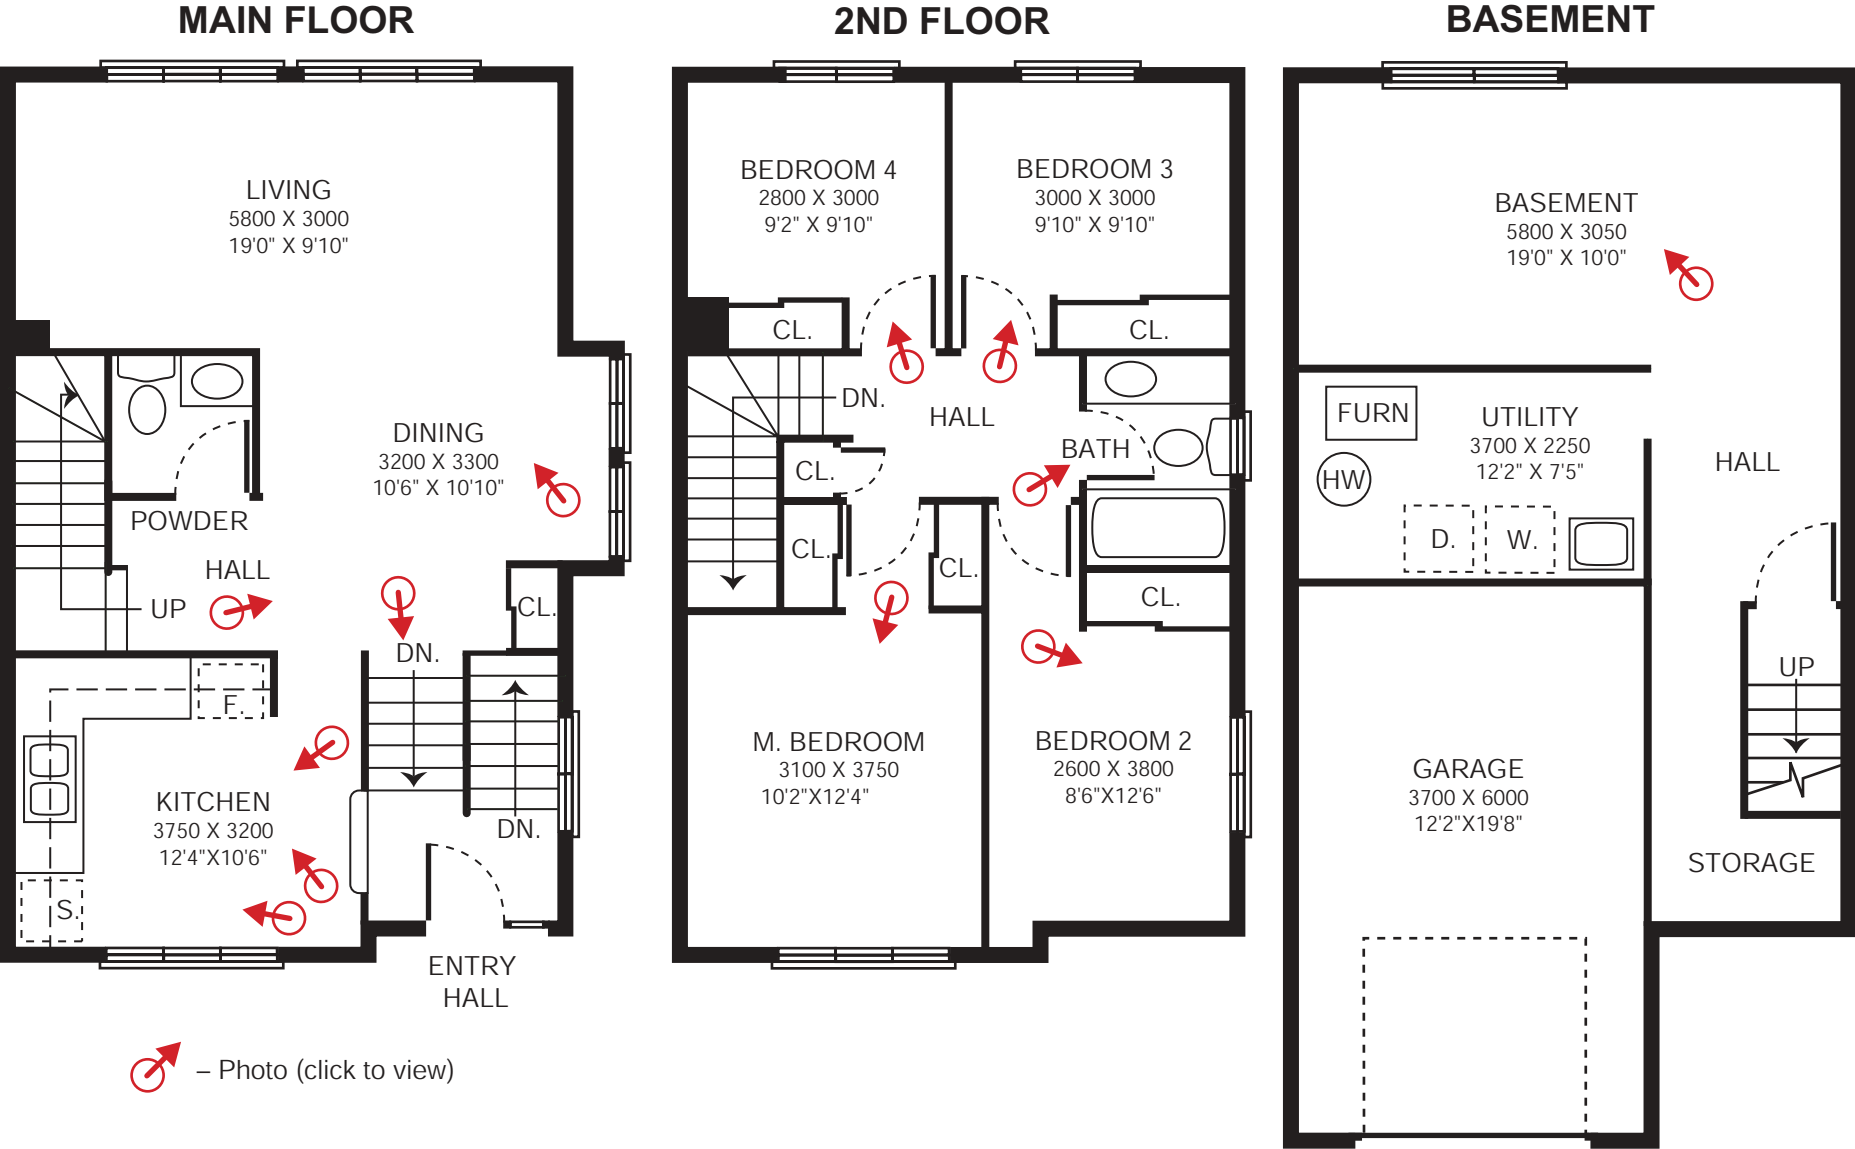 MAIN FLOOR
LIVING
5800 X 3000
19'0" X 9'10"
DINING
3200 X 3300
10'6" X 10'10"
POWDER
HALL
UP
CL.
DN.
F.
KITCHEN
3750 X 3200
12'4"X10'6"
DN.
S.
ENTRY
HALL
– Photo (click to view)
2ND FLOOR
BEDROOM 4
2800 X 3000
9'2" X 9'10"
BEDROOM 3
3000 X 3000
9'10" X 9'10"
CL.
CL.
DN.
HALL
BATH
CL.
CL.
CL.
CL.
M. BEDROOM
3100 X 3750
10'2"X12'4"
BEDROOM 2
2600 X 3800
8'6"X12'6"
BASEMENT
BASEMENT
5800 X 3050
19'0" X 10'0"
FURN
UTILITY
3700 X 2250
12'2" X 7'5"
HW
HALL
D.
W.
UP
GARAGE
3700 X 6000
12'2"X19'8"
STORAGE